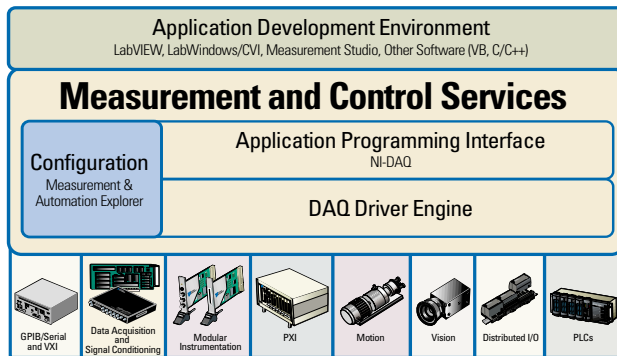 Application Development Environment
LabVIEW, LabWindows/CVI, Measurement Studio, Other Software (VB, C/C++)
Measurement and Control Services
Configuration
Measurement &
Automation Explorer
Application Programming Interface
NI-DAQ
DAQ Driver Engine
GPIB/Serial
and VXI
Data Acquisition
and
Signal Conditioning
Modular
Instrumentation
PXI
Motion
Vision
Distributed I/O
PLCs